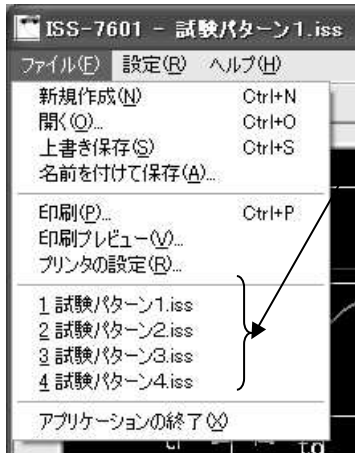 ISS-7601 - 試験パターン1.iss
ファイル(F) 設定(R) ヘルプ(H)
新規作成(N) Ctrl+N
開く(O)... Ctrl+O
上書き保存(S) Ctrl+S
名前を付けて保存(A)...
印刷(P)... Ctrl+P
印刷プレビュー(V)...
プリンタの設定(R)...
1 試験パターン1.iss
2 試験パターン2.iss
3 試験パターン3.iss
4 試験パターン4.iss
アプリケーションの終了(X)